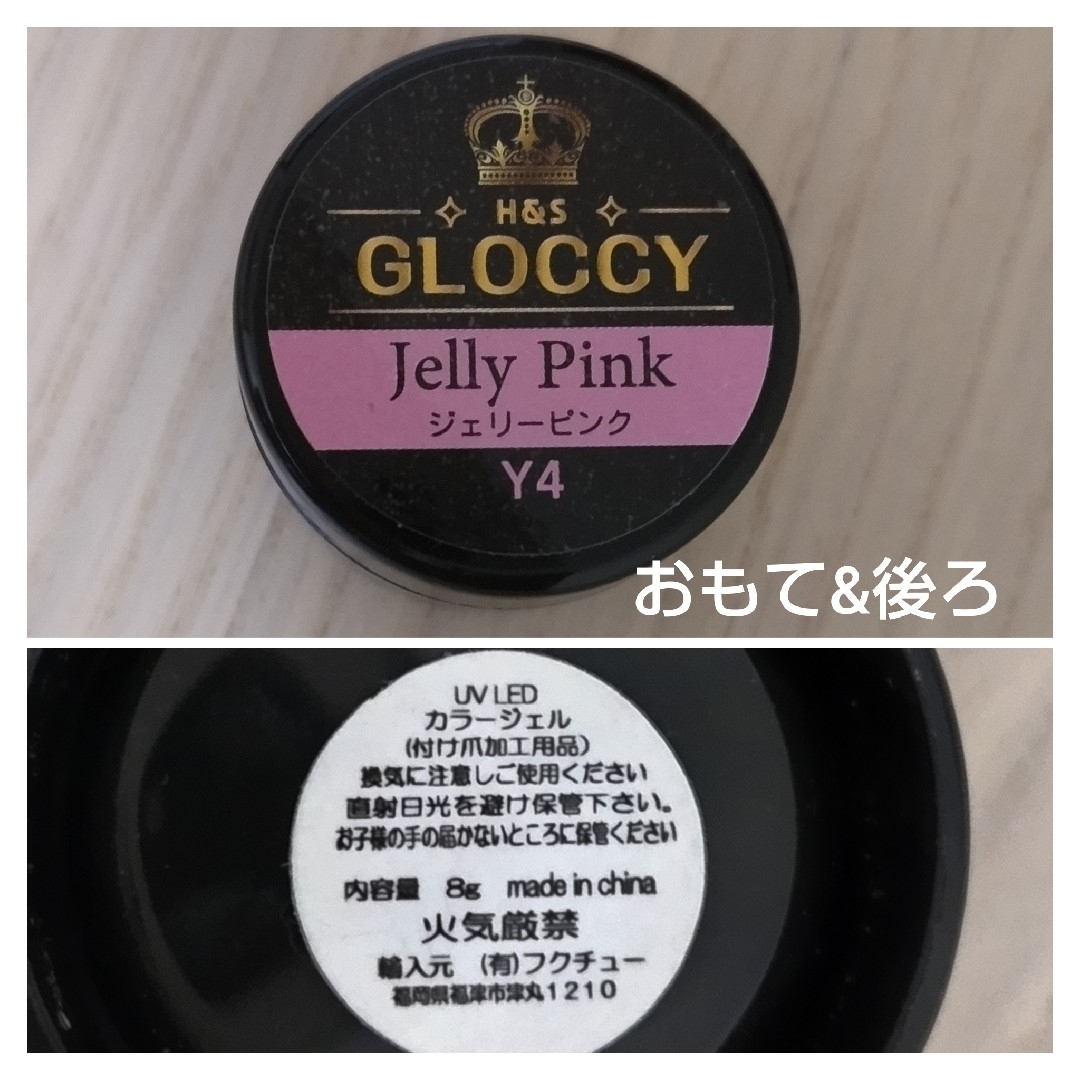 H&S
GLOCCY
Jelly Pink
ジェリーピンク
Y4
おもて&後ろ
UV LED
カラージェル
(付け爪加工用品)
換気に注意しご使用ください
直射日光を避け保管下さい。
お子様の手の届かないところに保管ください
内容量 8g made in china
火気厳禁
輸入元 (有)フクチュー
福岡県福津市津丸1210